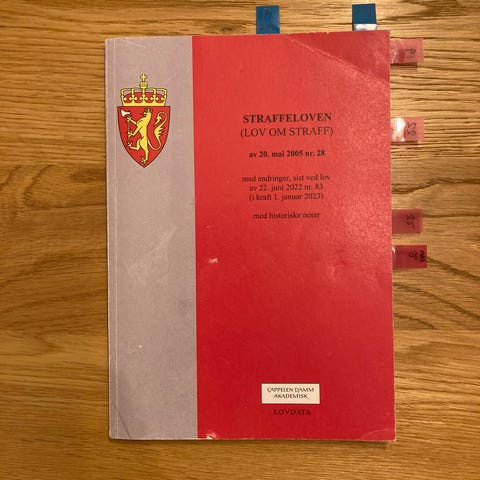 STRAFFELOVEN
(LOV OM STRAFF)
av 20. mai 2005 nr. 28
med endringer, sist ved lov
av 22. juni 2022 nr. 83
(i kraft 1. januar 2023)
med historiske noter
CAPPELEN DAMM
AKADEMISK
LOVDATA
25